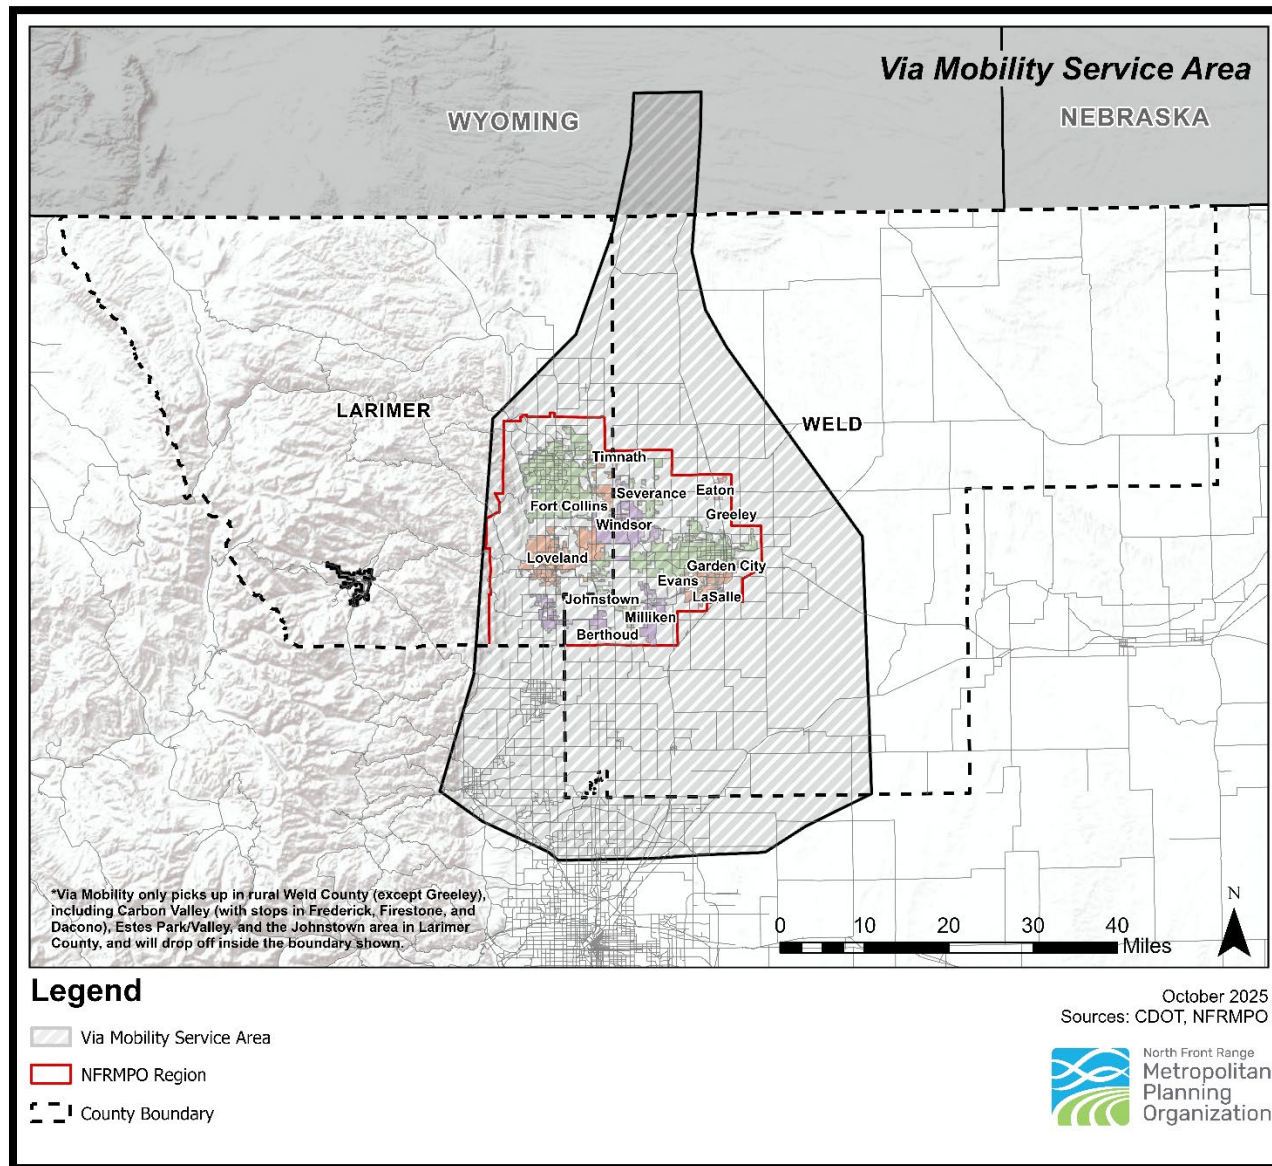 Via Mobility Service Area
WYOMING
NEBRASKA
LARIMER
WELD
Timnath
Severance
Eaton
Fort Collins
Greeley
Windsor
Loveland
Garden City
Evans
Johnstown
LaSalle
Milliken
Berthoud
*Via Mobility only picks up in rural Weld County (except Greeley),
including Carbon Valley (with stops in Frederick, Firestone, and
Dacono), Estes Park/Valley, and the Johnstown area in Larimer
County, and will drop off inside the boundary shown.
0 10 20 30 40
Miles
N
Legend
Via Mobility Service Area
NFRMPO Region
County Boundary
October 2025
Sources: CDOT, NFRMPO
North Front Range
Metropolitan
Planning
Organization